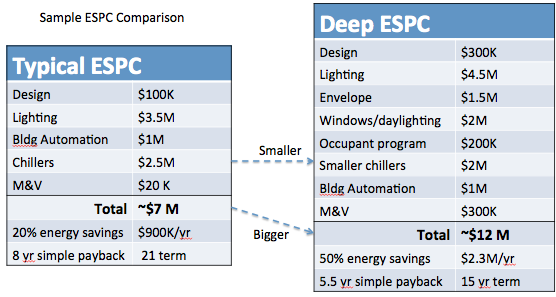 Sample ESPC Comparison
Typical ESPC
Design $100K
Lighting $3.5M
Bldg Automation $1M
Chillers $2.5M
M&V $20 K
Total ~$7 M
20% energy savings $900K/yr
8 yr simple payback 21 term
Smaller
Bigger
Deep ESPC
Design $300K
Lighting $4.5M
Envelope $1.5M
Windows/daylighting $2M
Occupant program $200K
Smaller chillers $2M
Bldg Automation $1M
M&V $300K
Total ~$12 M
50% energy savings $2.3M/yr
5.5 yr simple payback 15 yr term